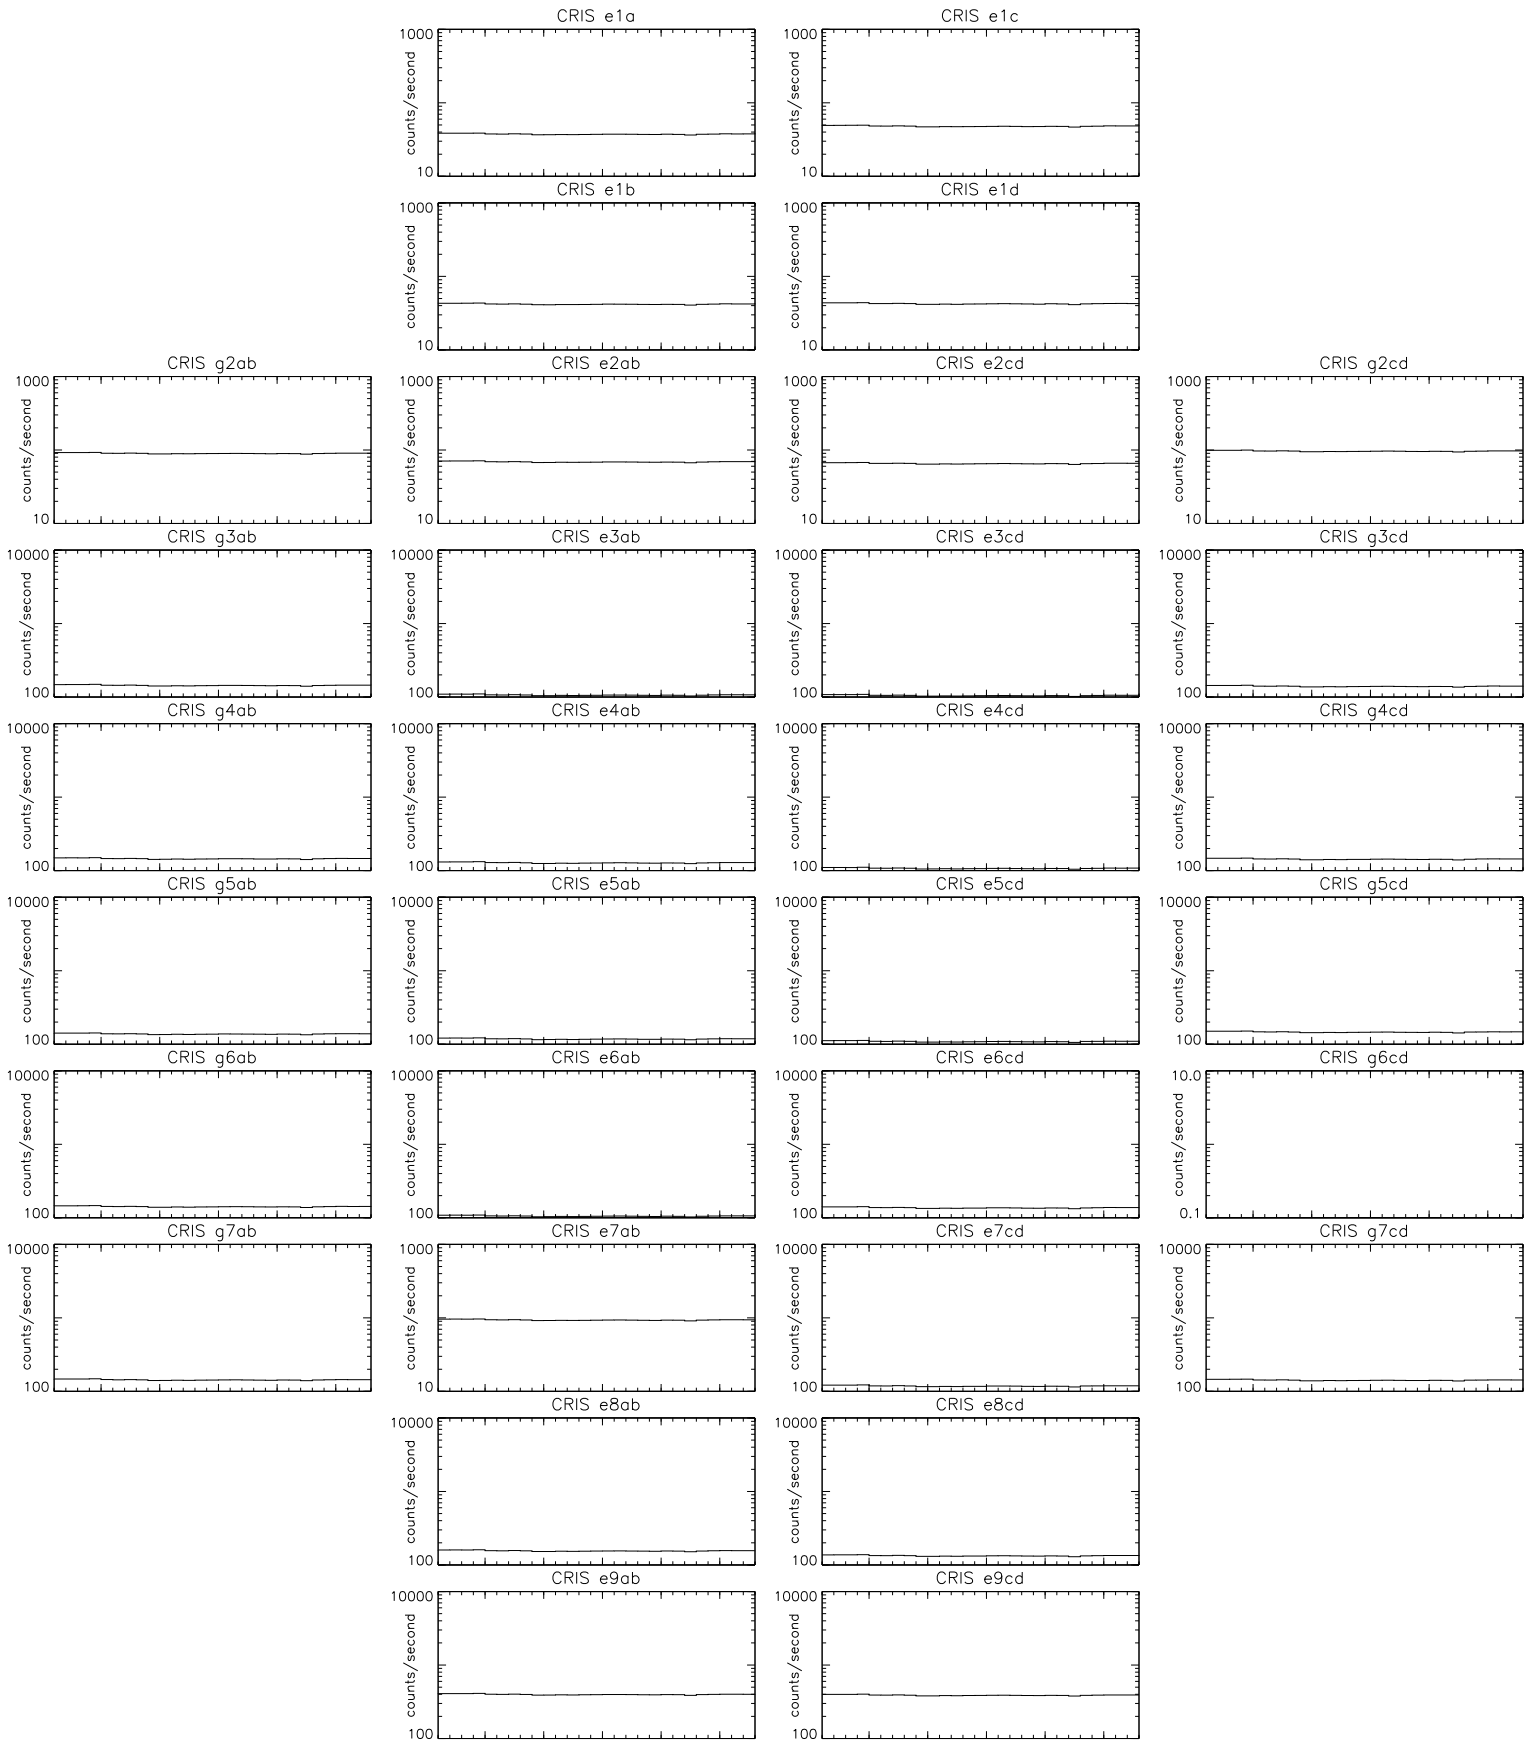 CRIS e1a
1000
counts/second
10
CRIS e1c
1000
counts/second
10
CRIS e1b
1000
counts/second
10
CRIS e1d
1000
counts/second
10
CRIS g2ab
1000
counts/second
10
CRIS e2ab
1000
counts/second
10
CRIS e2cd
1000
counts/second
10
CRIS g2cd
1000
counts/second
10
CRIS g3ab
10000
counts/second
100
CRIS e3ab
10000
counts/second
100
CRIS e3cd
10000
counts/second
100
CRIS g3cd
10000
counts/second
100
CRIS g4ab
10000
counts/second
100
CRIS e4ab
10000
counts/second
100
CRIS e4cd
10000
counts/second
100
CRIS g4cd
10000
counts/second
100
CRIS g5ab
10000
counts/second
100
CRIS e5ab
10000
counts/second
100
CRIS e5cd
10000
counts/second
100
CRIS g5cd
10000
counts/second
100
CRIS g6ab
10000
counts/second
100
CRIS e6ab
10000
counts/second
100
CRIS e6cd
10000
counts/second
100
CRIS g6cd
10.0
counts/second
0.1
CRIS g7ab
10000
counts/second
100
CRIS e7ab
1000
counts/second
10
CRIS e7cd
10000
counts/second
100
CRIS g7cd
10000
counts/second
100
CRIS e8ab
10000
counts/second
100
CRIS e8cd
10000
counts/second
100
CRIS e9ab
10000
counts/second
100
CRIS e9cd
10000
counts/second
100